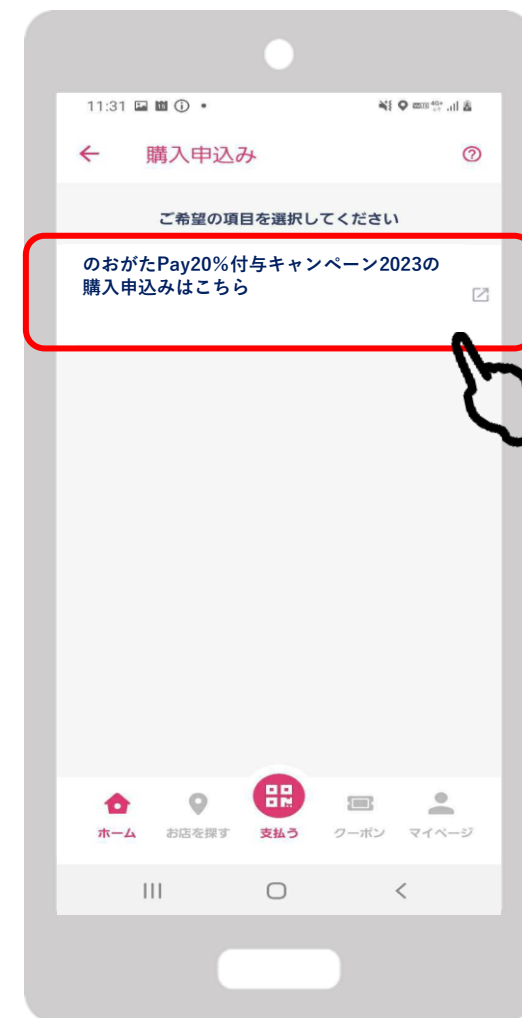 11:31
購入申込み
ご希望の項目を選択してください
のおがたPay20%付与キャンペーン2023の
購入申込みはこちら
ホーム
お店を探す
支払う
クーポン
マイページ